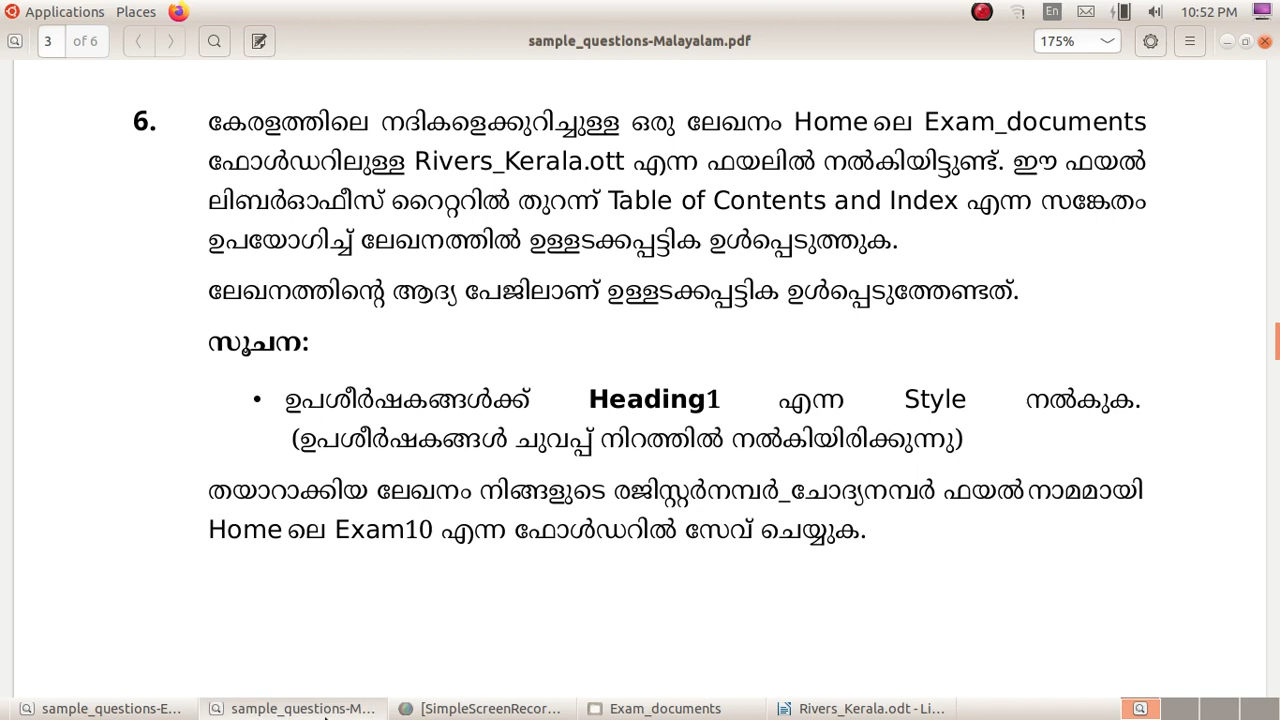 Applications Places En 10:52 PM
3 of 6 sample_questions-Malayalam.pdf 175%
6. കേരളത്തിലെ നദികളെക്കുറിച്ചുള്ള ഒരു ലേഖനം Home ലെ Exam_documents
ഫോൾഡറിലുള്ള Rivers_Kerala.ott എന്ന ഫയലിൽ നൽകിയിട്ടുണ്ട്. ഈ ഫയൽ
ലിബർഓഫീസ് റൈറ്ററിൽ തുറന്ന് Table of Contents and Index എന്ന സങ്കേതം
ഉപയോഗിച്ച് ലേഖനത്തിൽ ഉള്ളടക്കപ്പട്ടിക ഉൾപ്പെടുത്തുക.
ലേഖനത്തിന്റെ ആദ്യ പേജിലാണ് ഉള്ളടക്കപ്പട്ടിക ഉൾപ്പെടുത്തേണ്ടത്.
സൂചന:
• ഉപശീർഷകങ്ങൾക്ക് Heading1 എന്ന Style നൽകുക.
(ഉപശീർഷകങ്ങൾ ചുവപ്പ് നിറത്തിൽ നൽകിയിരിക്കുന്നു)
തയാറാക്കിയ ലേഖനം നിങ്ങളുടെ രജിസ്റ്റർനമ്പർ_ചോദ്യനമ്പർ ഫയൽനാമമായി
Home ലെ Exam10 എന്ന ഫോൾഡറിൽ സേവ് ചെയ്യുക.
sample_questions-E... sample_questions-M... [SimpleScreenRecor... Exam_documents Rivers_Kerala.odt - Li...